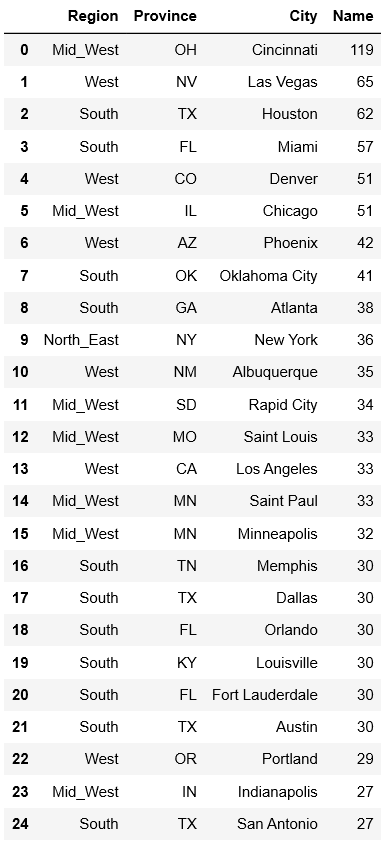 Region Province City Name
0 Mid_West OH Cincinnati 119
1 West NV Las Vegas 65
2 South TX Houston 62
3 South FL Miami 57
4 West CO Denver 51
5 Mid_West IL Chicago 51
6 West AZ Phoenix 42
7 South OK Oklahoma City 41
8 South GA Atlanta 38
9 North_East NY New York 36
10 West NM Albuquerque 35
11 Mid_West SD Rapid City 34
12 Mid_West MO Saint Louis 33
13 West CA Los Angeles 33
14 Mid_West MN Saint Paul 33
15 Mid_West MN Minneapolis 32
16 South TN Memphis 30
17 South TX Dallas 30
18 South FL Orlando 30
19 South KY Louisville 30
20 South FL Fort Lauderdale 30
21 South TX Austin 30
22 West OR Portland 29
23 Mid_West IN Indianapolis 27
24 South TX San Antonio 27